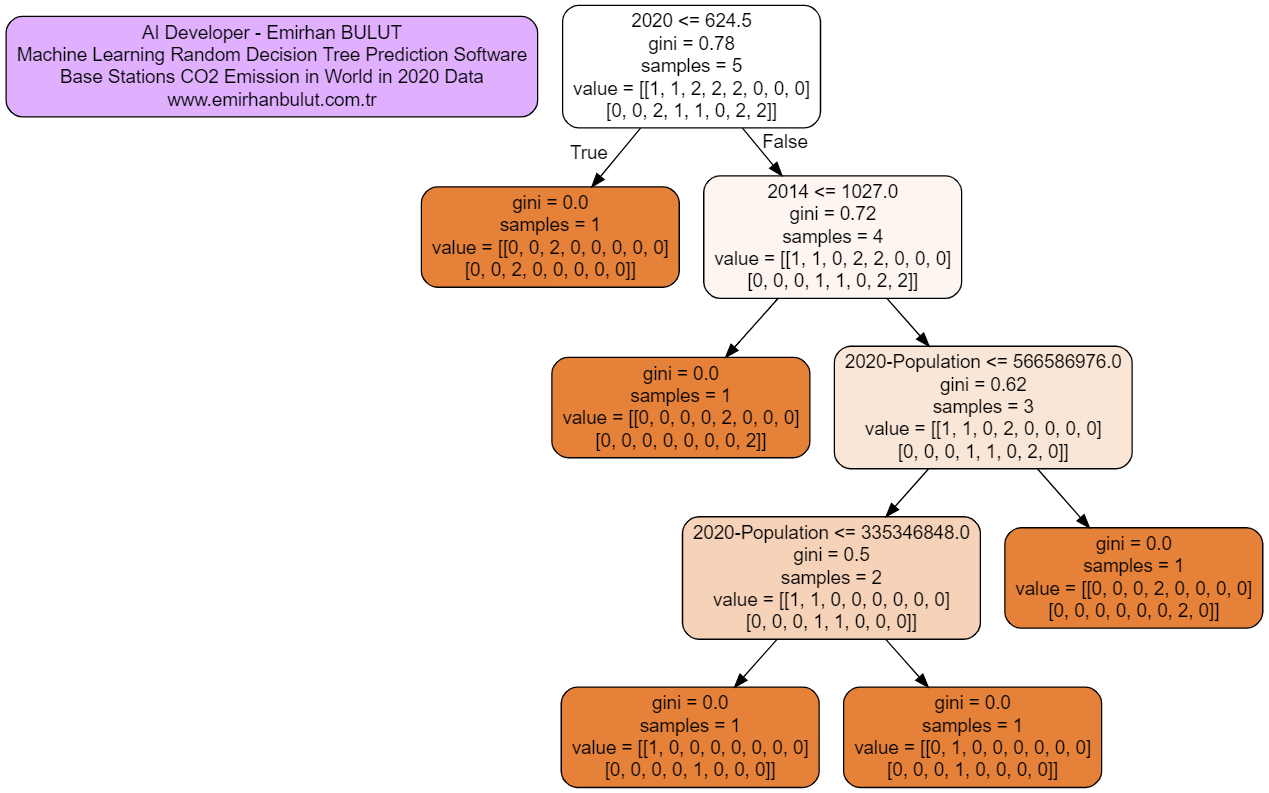 AI Developer - Emirhan BULUT
Machine Learning Random Decision Tree Prediction Software
Base Stations CO2 Emission in World in 2020 Data
www.emirhanbulut.com.tr
2020 <= 624.5
gini = 0.78
samples = 5
value = [[1, 1, 2, 2, 2, 0, 0, 0]
[0, 0, 2, 1, 1, 0, 2, 2]]
True
False
gini = 0.0
samples = 1
value = [[0, 0, 2, 0, 0, 0, 0, 0]
[0, 0, 2, 0, 0, 0, 0, 0]]
2014 <= 1027.0
gini = 0.72
samples = 4
value = [[1, 1, 0, 2, 2, 0, 0, 0]
[0, 0, 0, 1, 1, 0, 2, 2]]
gini = 0.0
samples = 1
value = [[0, 0, 0, 0, 2, 0, 0, 0]
[0, 0, 0, 0, 0, 0, 0, 2]]
2020-Population <= 566586976.0
gini = 0.62
samples = 3
value = [[1, 1, 0, 2, 0, 0, 0, 0]
[0, 0, 0, 1, 1, 0, 2, 0]]
2020-Population <= 335346848.0
gini = 0.5
samples = 2
value = [[1, 1, 0, 0, 0, 0, 0, 0]
[0, 0, 0, 1, 1, 0, 0, 0]]
gini = 0.0
samples = 1
value = [[0, 0, 0, 2, 0, 0, 0, 0]
[0, 0, 0, 0, 0, 0, 2, 0]]
gini = 0.0
samples = 1
value = [[1, 0, 0, 0, 0, 0, 0, 0]
[0, 0, 0, 0, 1, 0, 0, 0]]
gini = 0.0
samples = 1
value = [[0, 1, 0, 0, 0, 0, 0, 0]
[0, 0, 0, 1, 0, 0, 0, 0]]